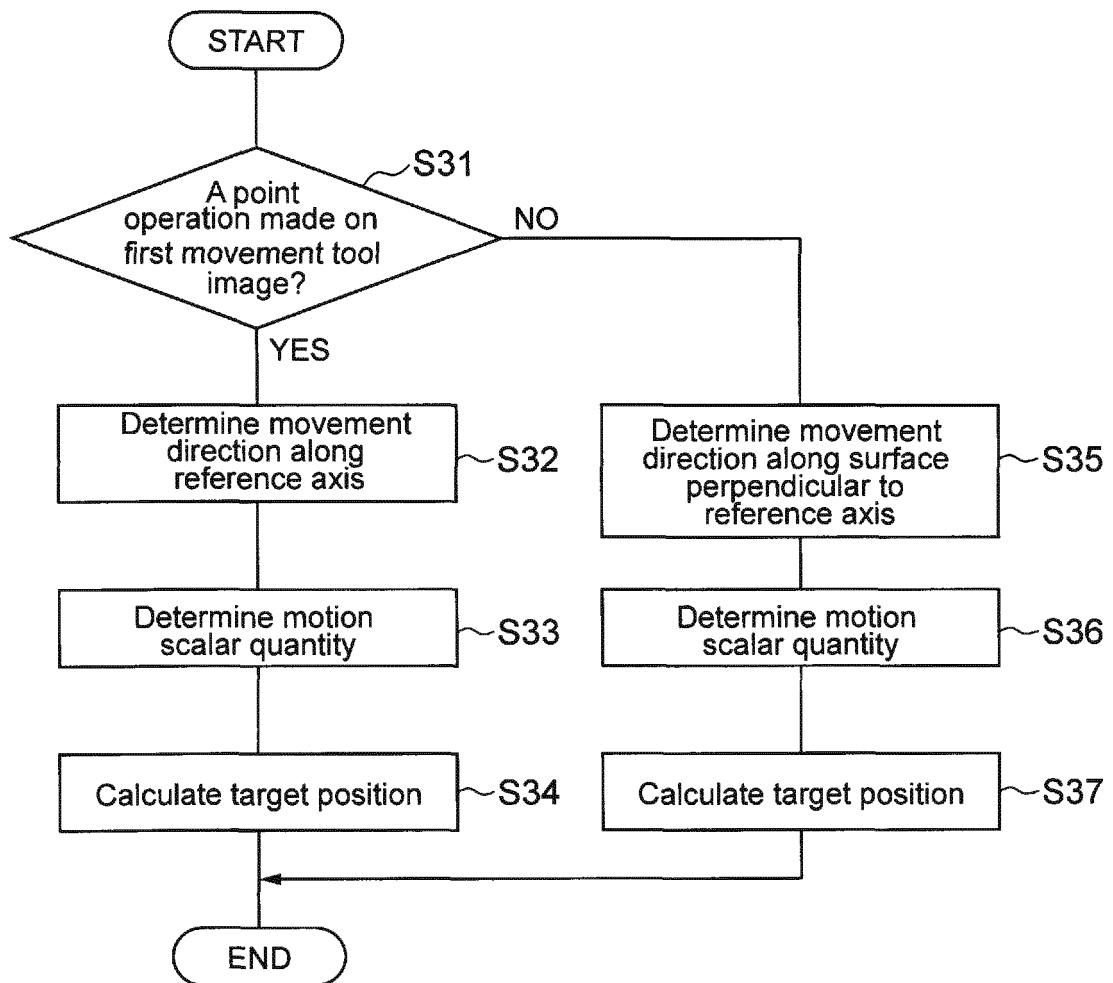 START
S31
A point
operation made on
first movement tool
image?
NO
YES
Determine movement
direction along
reference axis
S32
Determine movement
direction along surface
perpendicular to
reference axis
S35
Determine motion
scalar quantity
S33
Determine motion
scalar quantity
S36
Calculate target position
S34
Calculate target position
S37
END